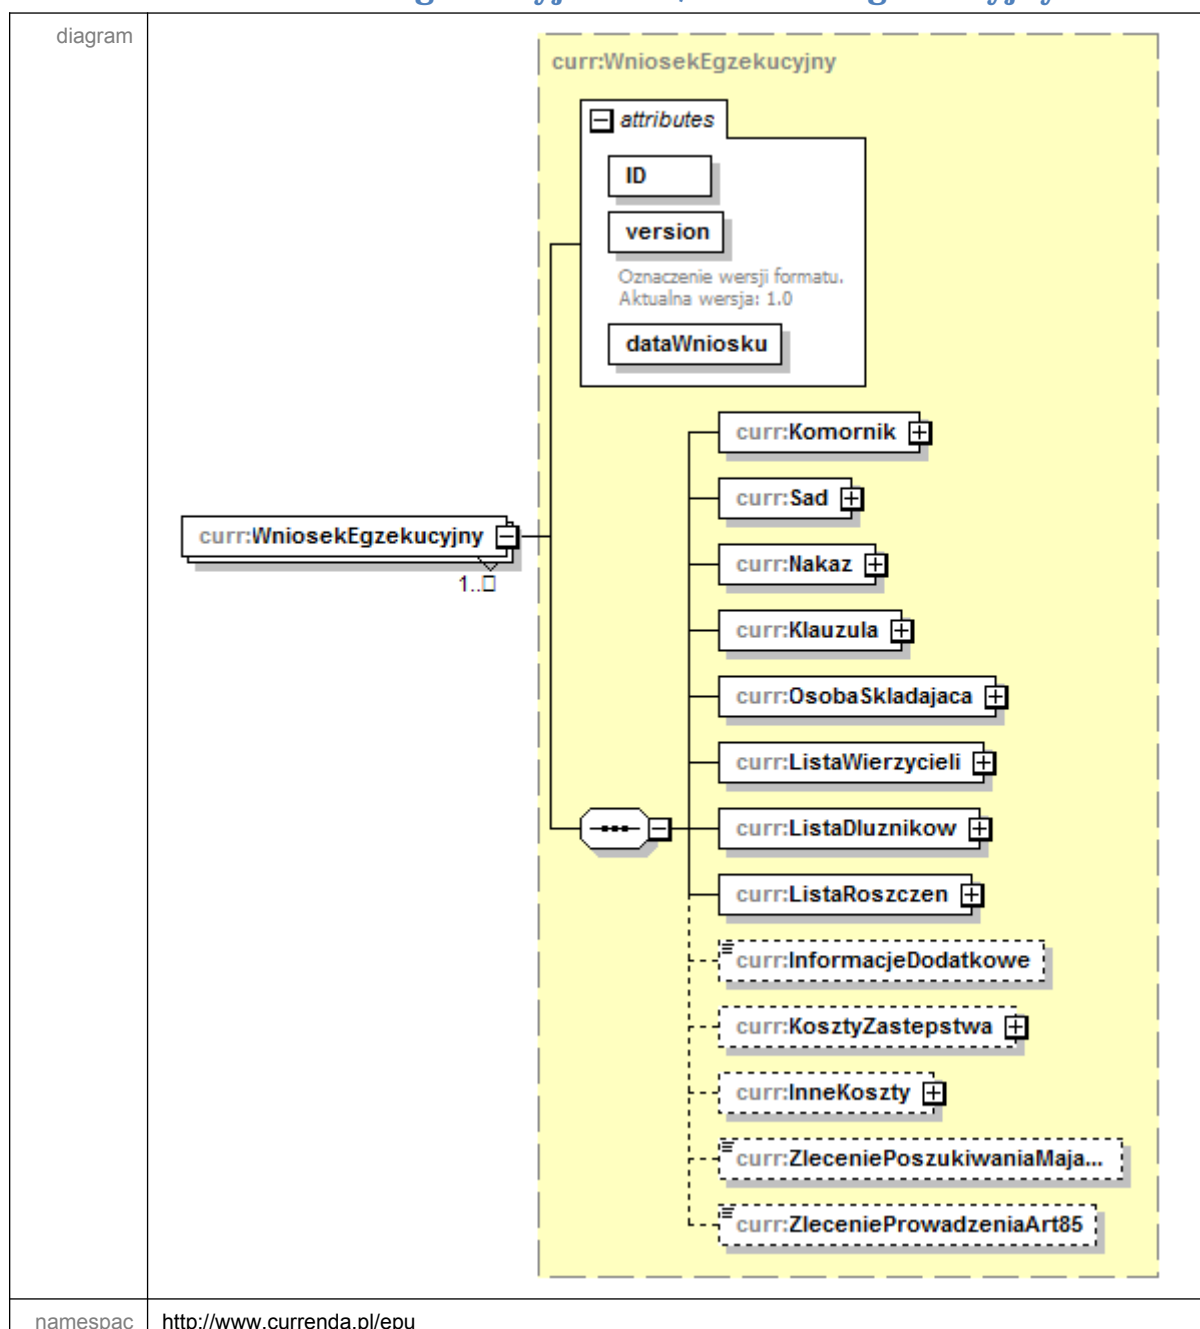 diagram
curr:WniosekEgzekucyjny
attributes
ID
version
Oznaczenie wersji formatu.
Aktualna wersja: 1.0
dataWniosku
curr:Komornik
curr:Sad
curr:WniosekEgzekucyjny
1..
curr:Nakaz
curr:Klauzula
curr:OsobaSkladajaca
curr:ListaWierzycieli
curr:ListaDluznikow
curr:ListaRoszczen
curr:InformacjeDodatkowe
curr:KosztyZastepstwa
curr:InneKoszty
curr:ZleceniePoszukiwaniaMaja...
curr:ZlecenieProwadzeniaArt85
namespac http://www.currenda.pl/epu